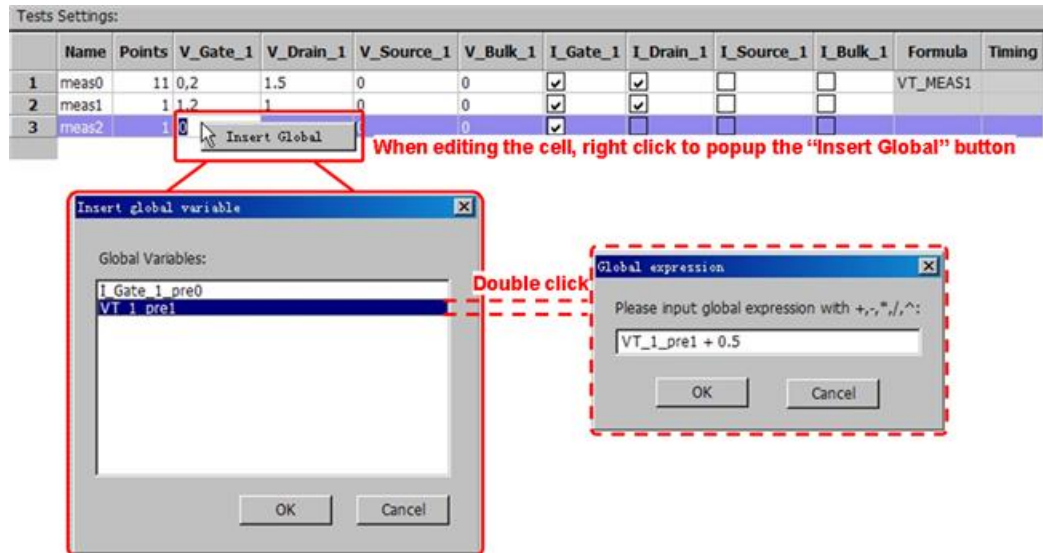 Tests Settings:
Name Points V_Gate_1 V_Drain_1 V_Source_1 V_Bulk_1 I_Gate_1 I_Drain_1 I_Source_1 I_Bulk_1 Formula Timing
1 meas0 11 0,2 1.5 0 0 VT_MEAS1
2 meas1 1 1,2 1 0 0
3 meas2 1 0 0
Insert Global
When editing the cell, right click to popup the “Insert Global” button
Insert global variable
Global Variables:
I_Gate_1_pre0
VT_1_pre1
OK Cancel
Double click
Global expression
Please input global expression with +,-,*,/,^:
VT_1_pre1 + 0.5
OK Cancel